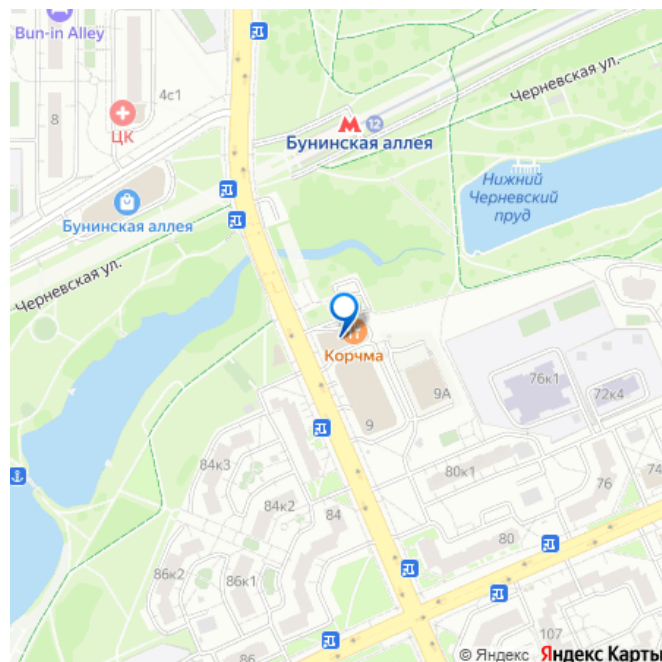 Bun-in Alley
4с1
8
ЦК
12
Бунинская аллея
Черневская ул.
Нижний
Черневский
пруд
Бунинская аллея
Черневская ул.
Корчма
76к1
72к4
9А
9
84к3
80к1
76
74
84к2
84
80
86к2
86к1
86
107
© Яндекс Яндекс Карты